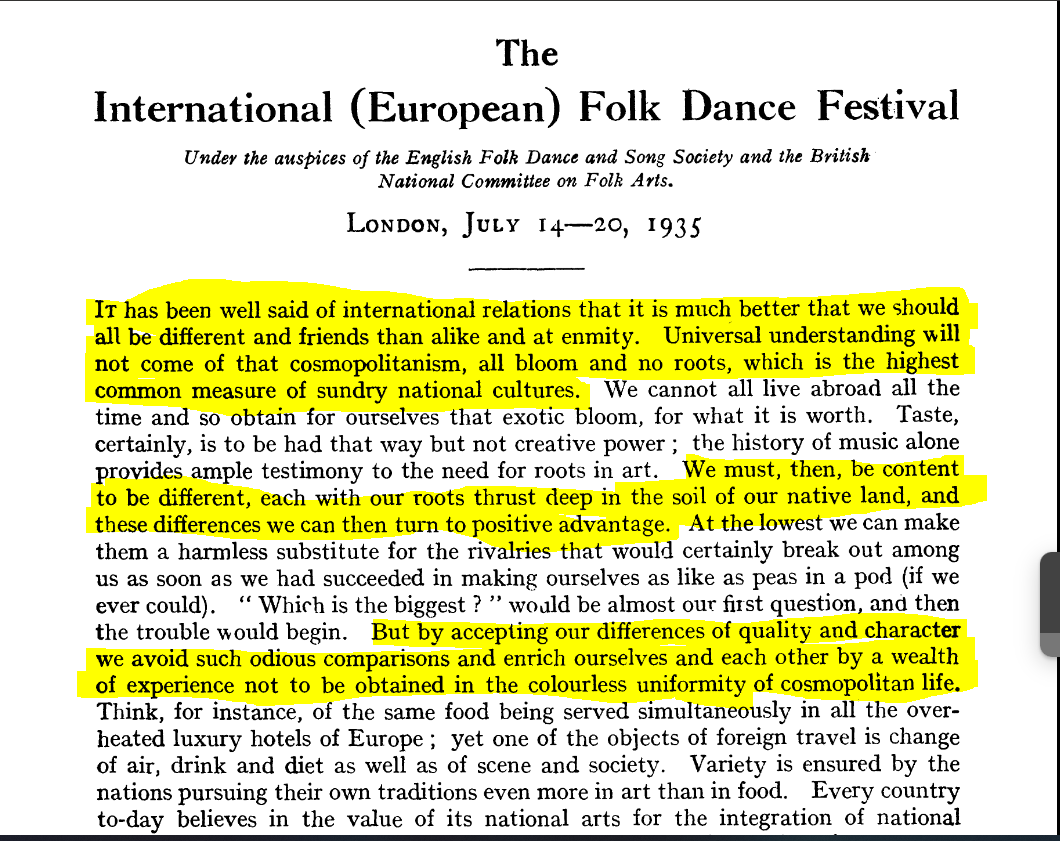 The
International (European) Folk Dance Festival
Under the auspices of the English Folk Dance and Song Society and the British
National Committee on Folk Arts.
LONDON, JULY 14—20, 1935
IT has been well said of international relations that it is much better that we should
all be different and friends than alike and at enmity. Universal understanding will
not come of that cosmopolitanism, all bloom and no roots, which is the highest
common measure of sundry national cultures. We cannot all live abroad all the
time and so obtain for ourselves that exotic bloom, for what it is worth. Taste,
certainly, is to be had that way but not creative power ; the history of music alone
provides ample testimony to the need for roots in art. We must, then, be content
to be different, each with our roots thrust deep in the soil of our native land, and
these differences we can then turn to positive advantage. At the lowest we can make
them a harmless substitute for the rivalries that would certainly break out among
us as soon as we had succeeded in making ourselves as like as peas in a pod (if we
ever could). " Which is the biggest ? " would be almost our first question, and then
the trouble would begin. But by accepting our differences of quality and character
we avoid such odious comparisons and enrich ourselves and each other by a wealth
of experience not to be obtained in the colourless uniformity of cosmopolitan life.
Think, for instance, of the same food being served simultaneously in all the over-
heated luxury hotels of Europe ; yet one of the objects of foreign travel is change
of air, drink and diet as well as of scene and society. Variety is ensured by the
nations pursuing their own traditions even more in art than in food. Every country
to-day believes in the value of its national arts for the integration of national